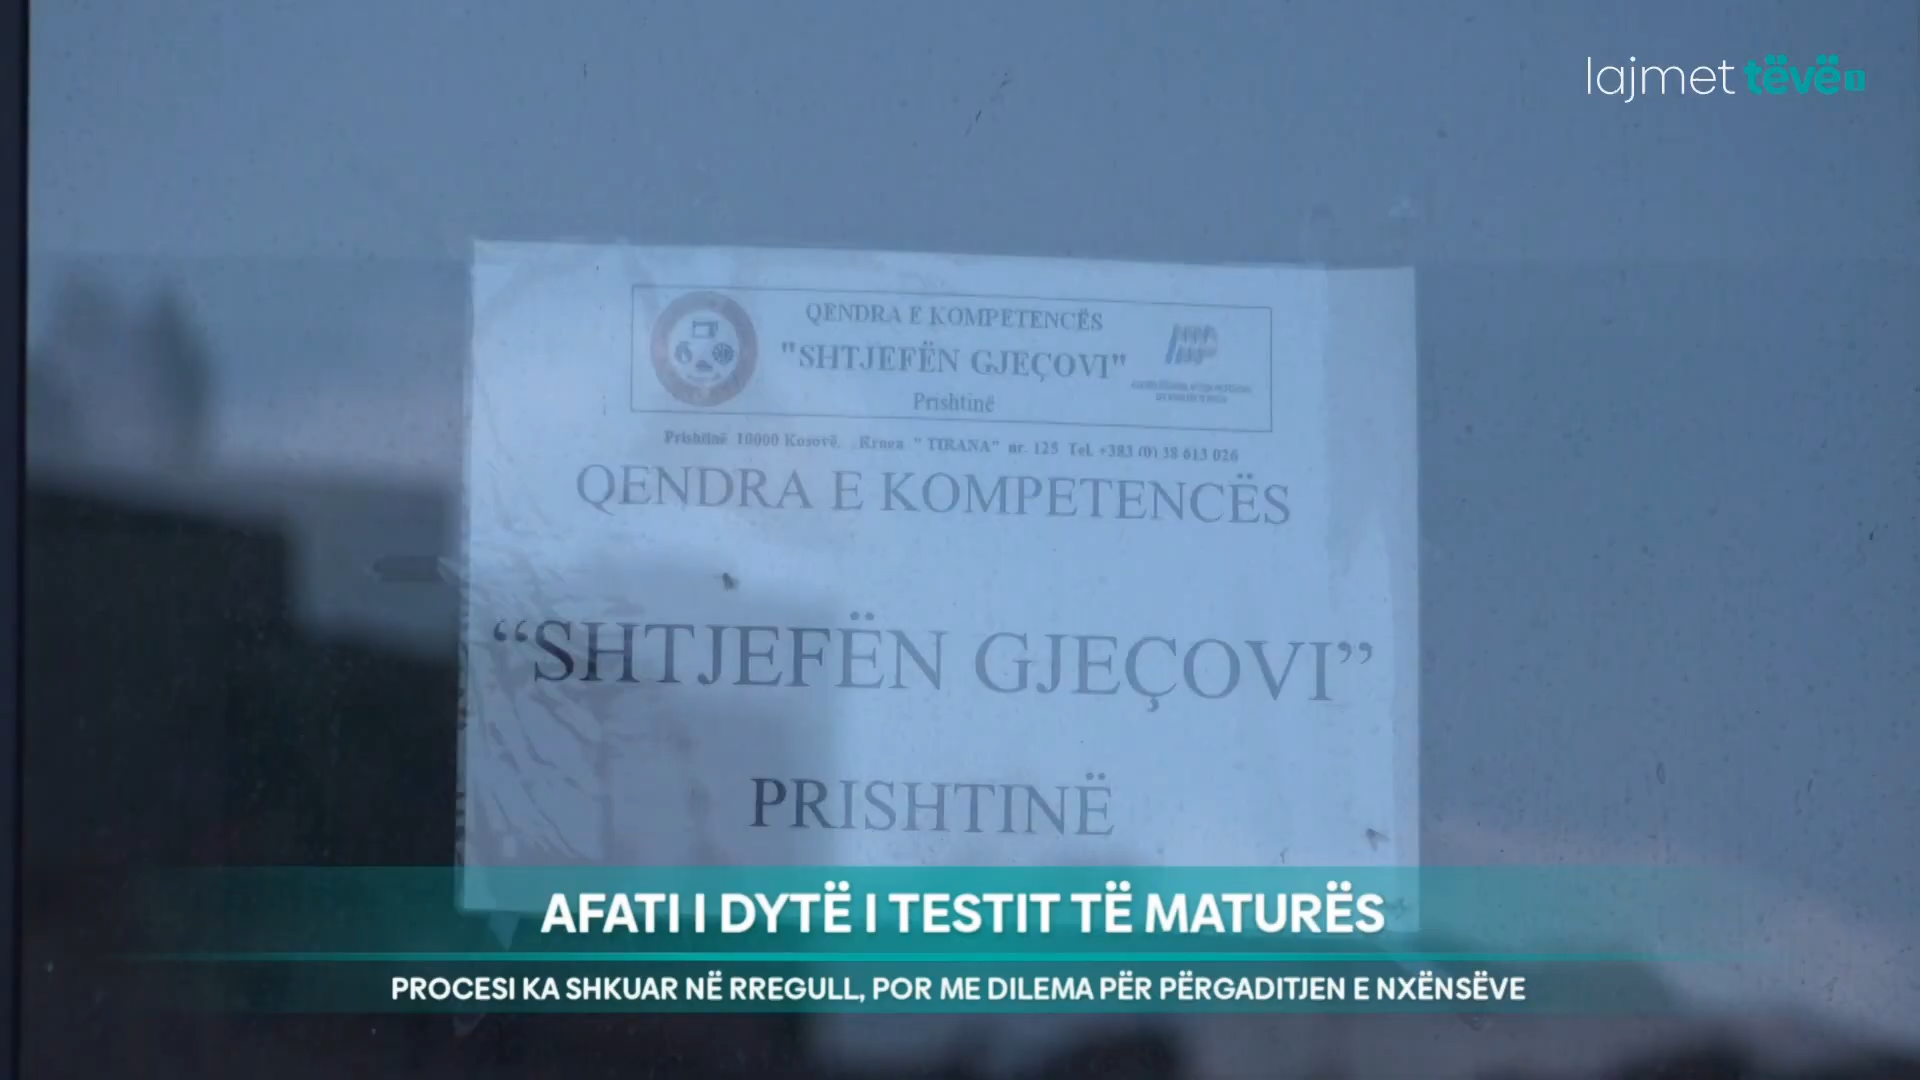 lajmet tëvë1
QENDRA E KOMPETENCËS
"SHTJEFËN GJEÇOVI"
Prishtinë
Prishtinë 10000 Kosovë, Rruga "TIRANA" nr. 125 Tel. +383 (0) 38 613 026
QENDRA E KOMPETENCËS
“SHTJEFËN GJEÇOVI”
PRISHTINË
AFATI I DYTË I TESTIT TË MATURËS
PROCESI KA SHKUAR NË RREGULL, POR ME DILEMA PËR PËRGADITJEN E NXËNSËVE